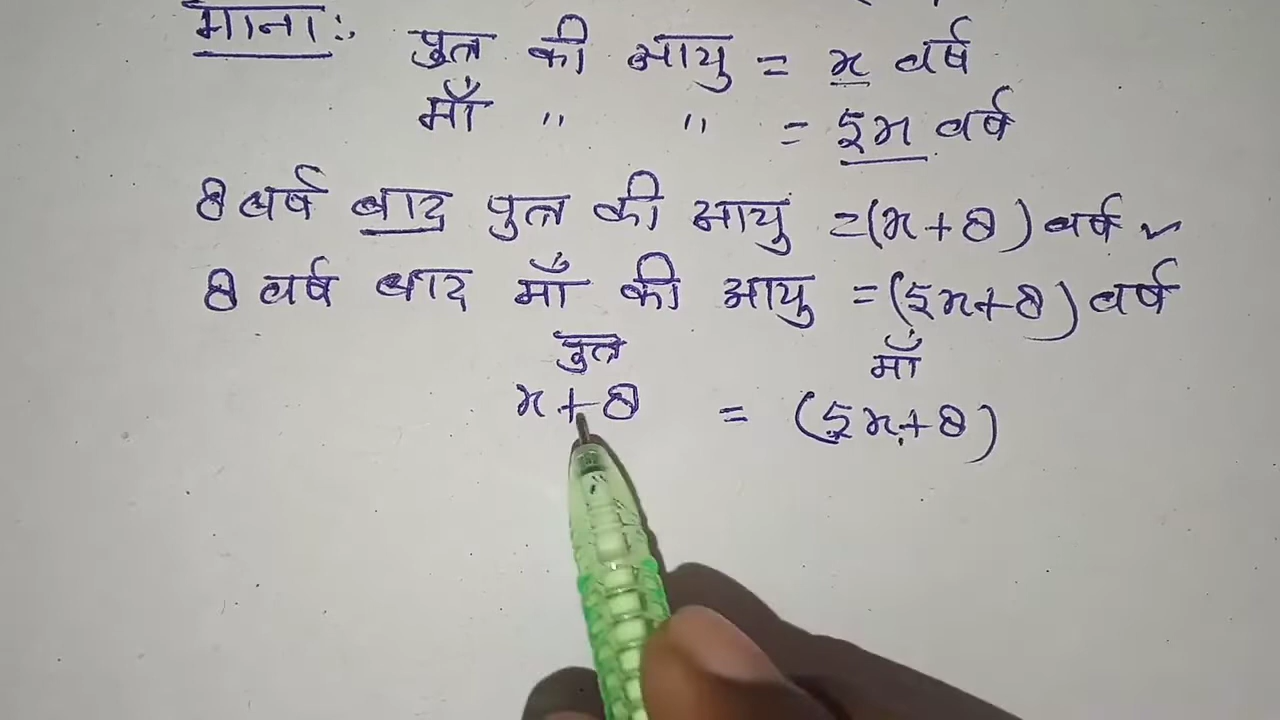 माना:-
पुत्र की आयु = x वर्ष
माँ " " = 5x वर्ष
8 वर्ष बाद पुत्र की आयु =(x+8) वर्ष ✓
8 वर्ष बाद माँ की आयु =(5x+8) वर्ष
पुत्र माँ
x+8 = (5x+8)